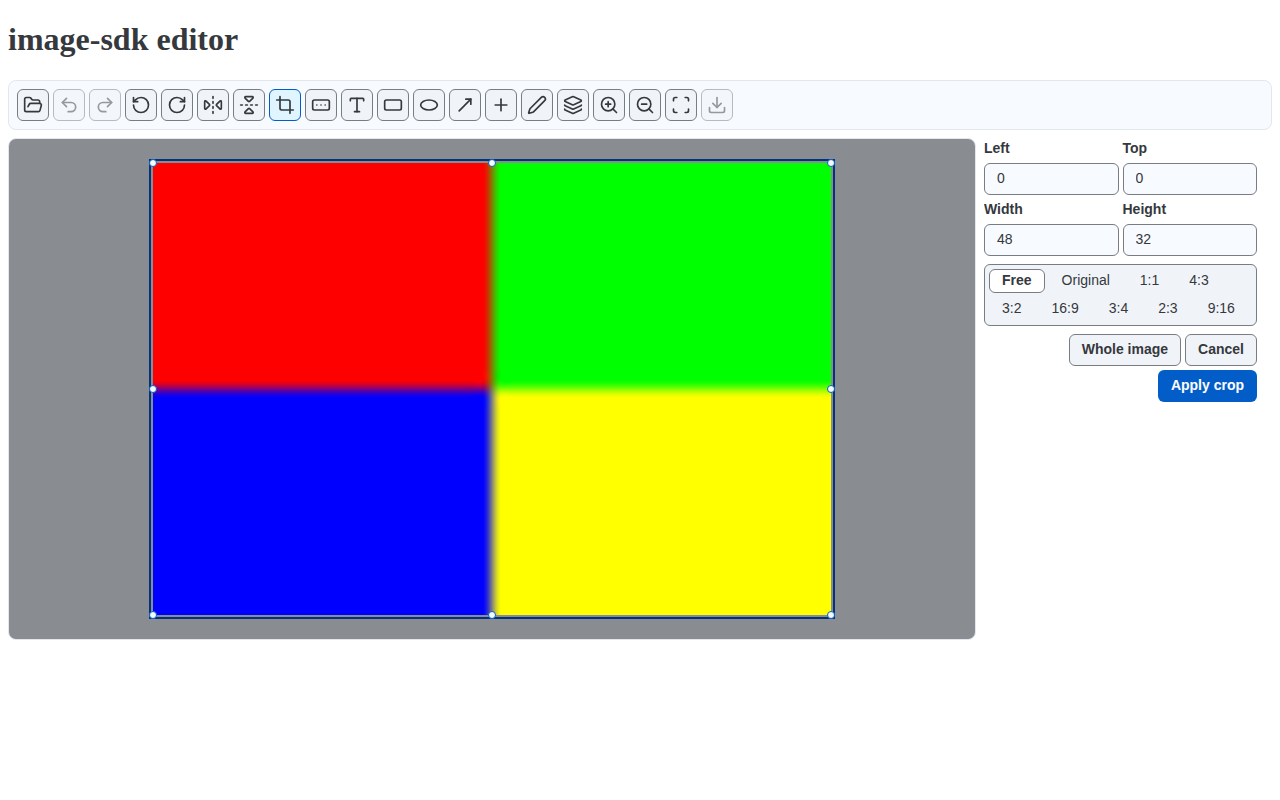 image-sdk editor
Left Top
0 0
Width Height
48 32
Free Original 1:1 4:3
3:2 16:9 3:4 2:3 9:16
Whole image Cancel
Apply crop